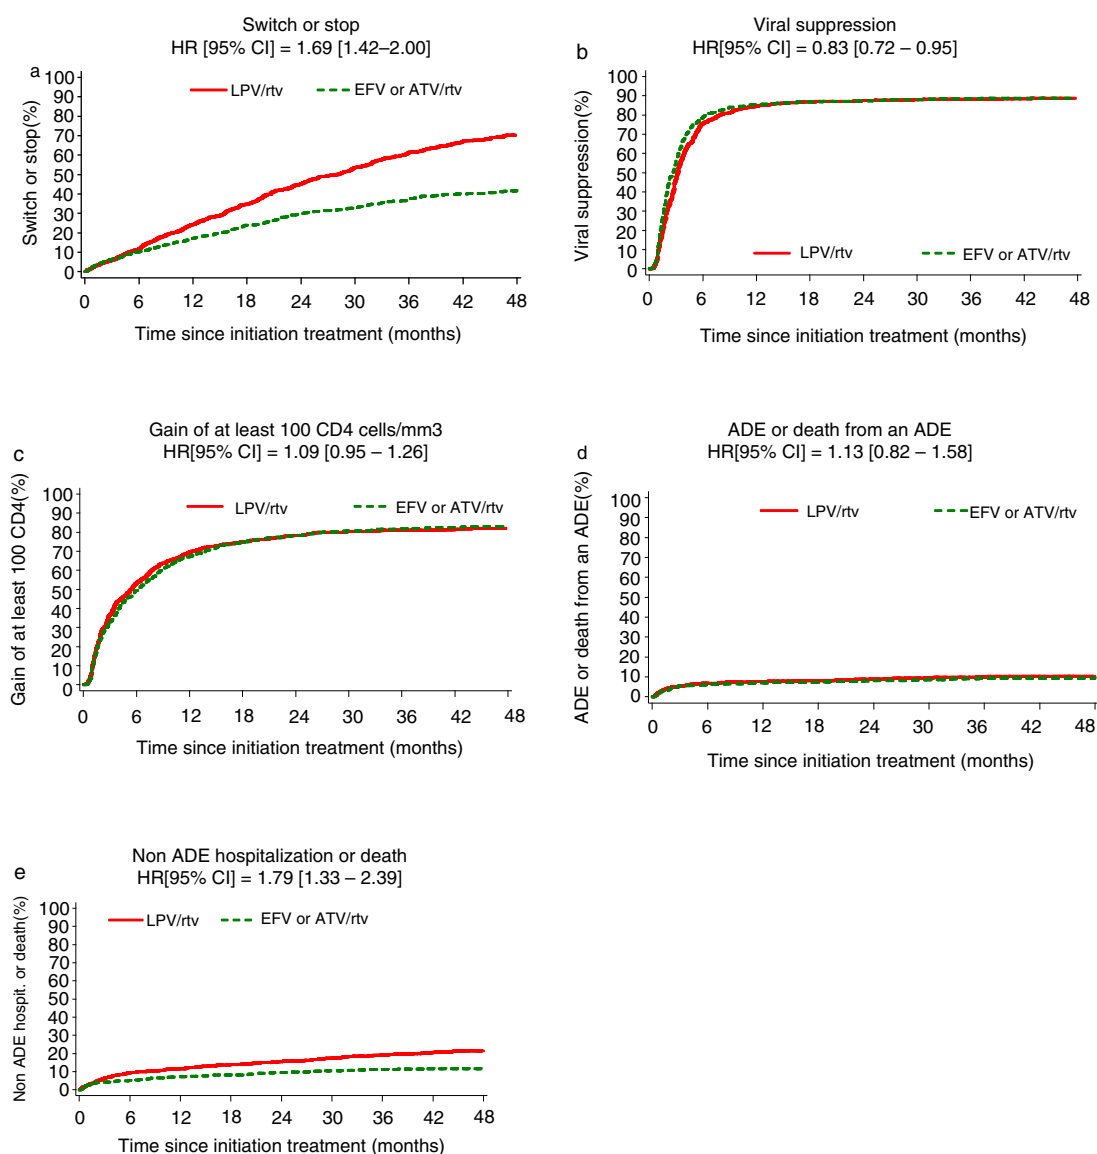 Switch or stop
HR [95% CI] = 1.69 [1.42–2.00]
a
Switch or stop(%)
100
90
80
70
60
50
40
30
20
10
0
LPV/rtv
EFV or ATV/rtv
0 6 12 18 24 30 36 42 48
Time since initiation treatment (months)
Viral suppression
HR[95% CI] = 0.83 [0.72 – 0.95]
b
Viral suppression(%)
100
90
80
70
60
50
40
30
20
10
0
LPV/rtv
EFV or ATV/rtv
0 6 12 18 24 30 36 42 48
Time since initiation treatment (months)
Gain of at least 100 CD4 cells/mm3
HR[95% CI] = 1.09 [0.95 – 1.26]
c
Gain of at least 100 CD4(%)
100
90
80
70
60
50
40
30
20
10
0
LPV/rtv
EFV or ATV/rtv
0 6 12 18 24 30 36 42 48
Time since initiation treatment (months)
ADE or death from an ADE
HR[95% CI] = 1.13 [0.82 – 1.58]
d
ADE or death from an ADE(%)
100
90
80
70
60
50
40
30
20
10
0
LPV/rtv
EFV or ATV/rtv
0 6 12 18 24 30 36 42 48
Time since initiation treatment (months)
Non ADE hospitalization or death
HR[95% CI] = 1.79 [1.33 – 2.39]
e
Non ADE hospit. or death(%)
100
90
80
70
60
50
40
30
20
10
0
LPV/rtv
EFV or ATV/rtv
0 6 12 18 24 30 36 42 48
Time since initiation treatment (months)